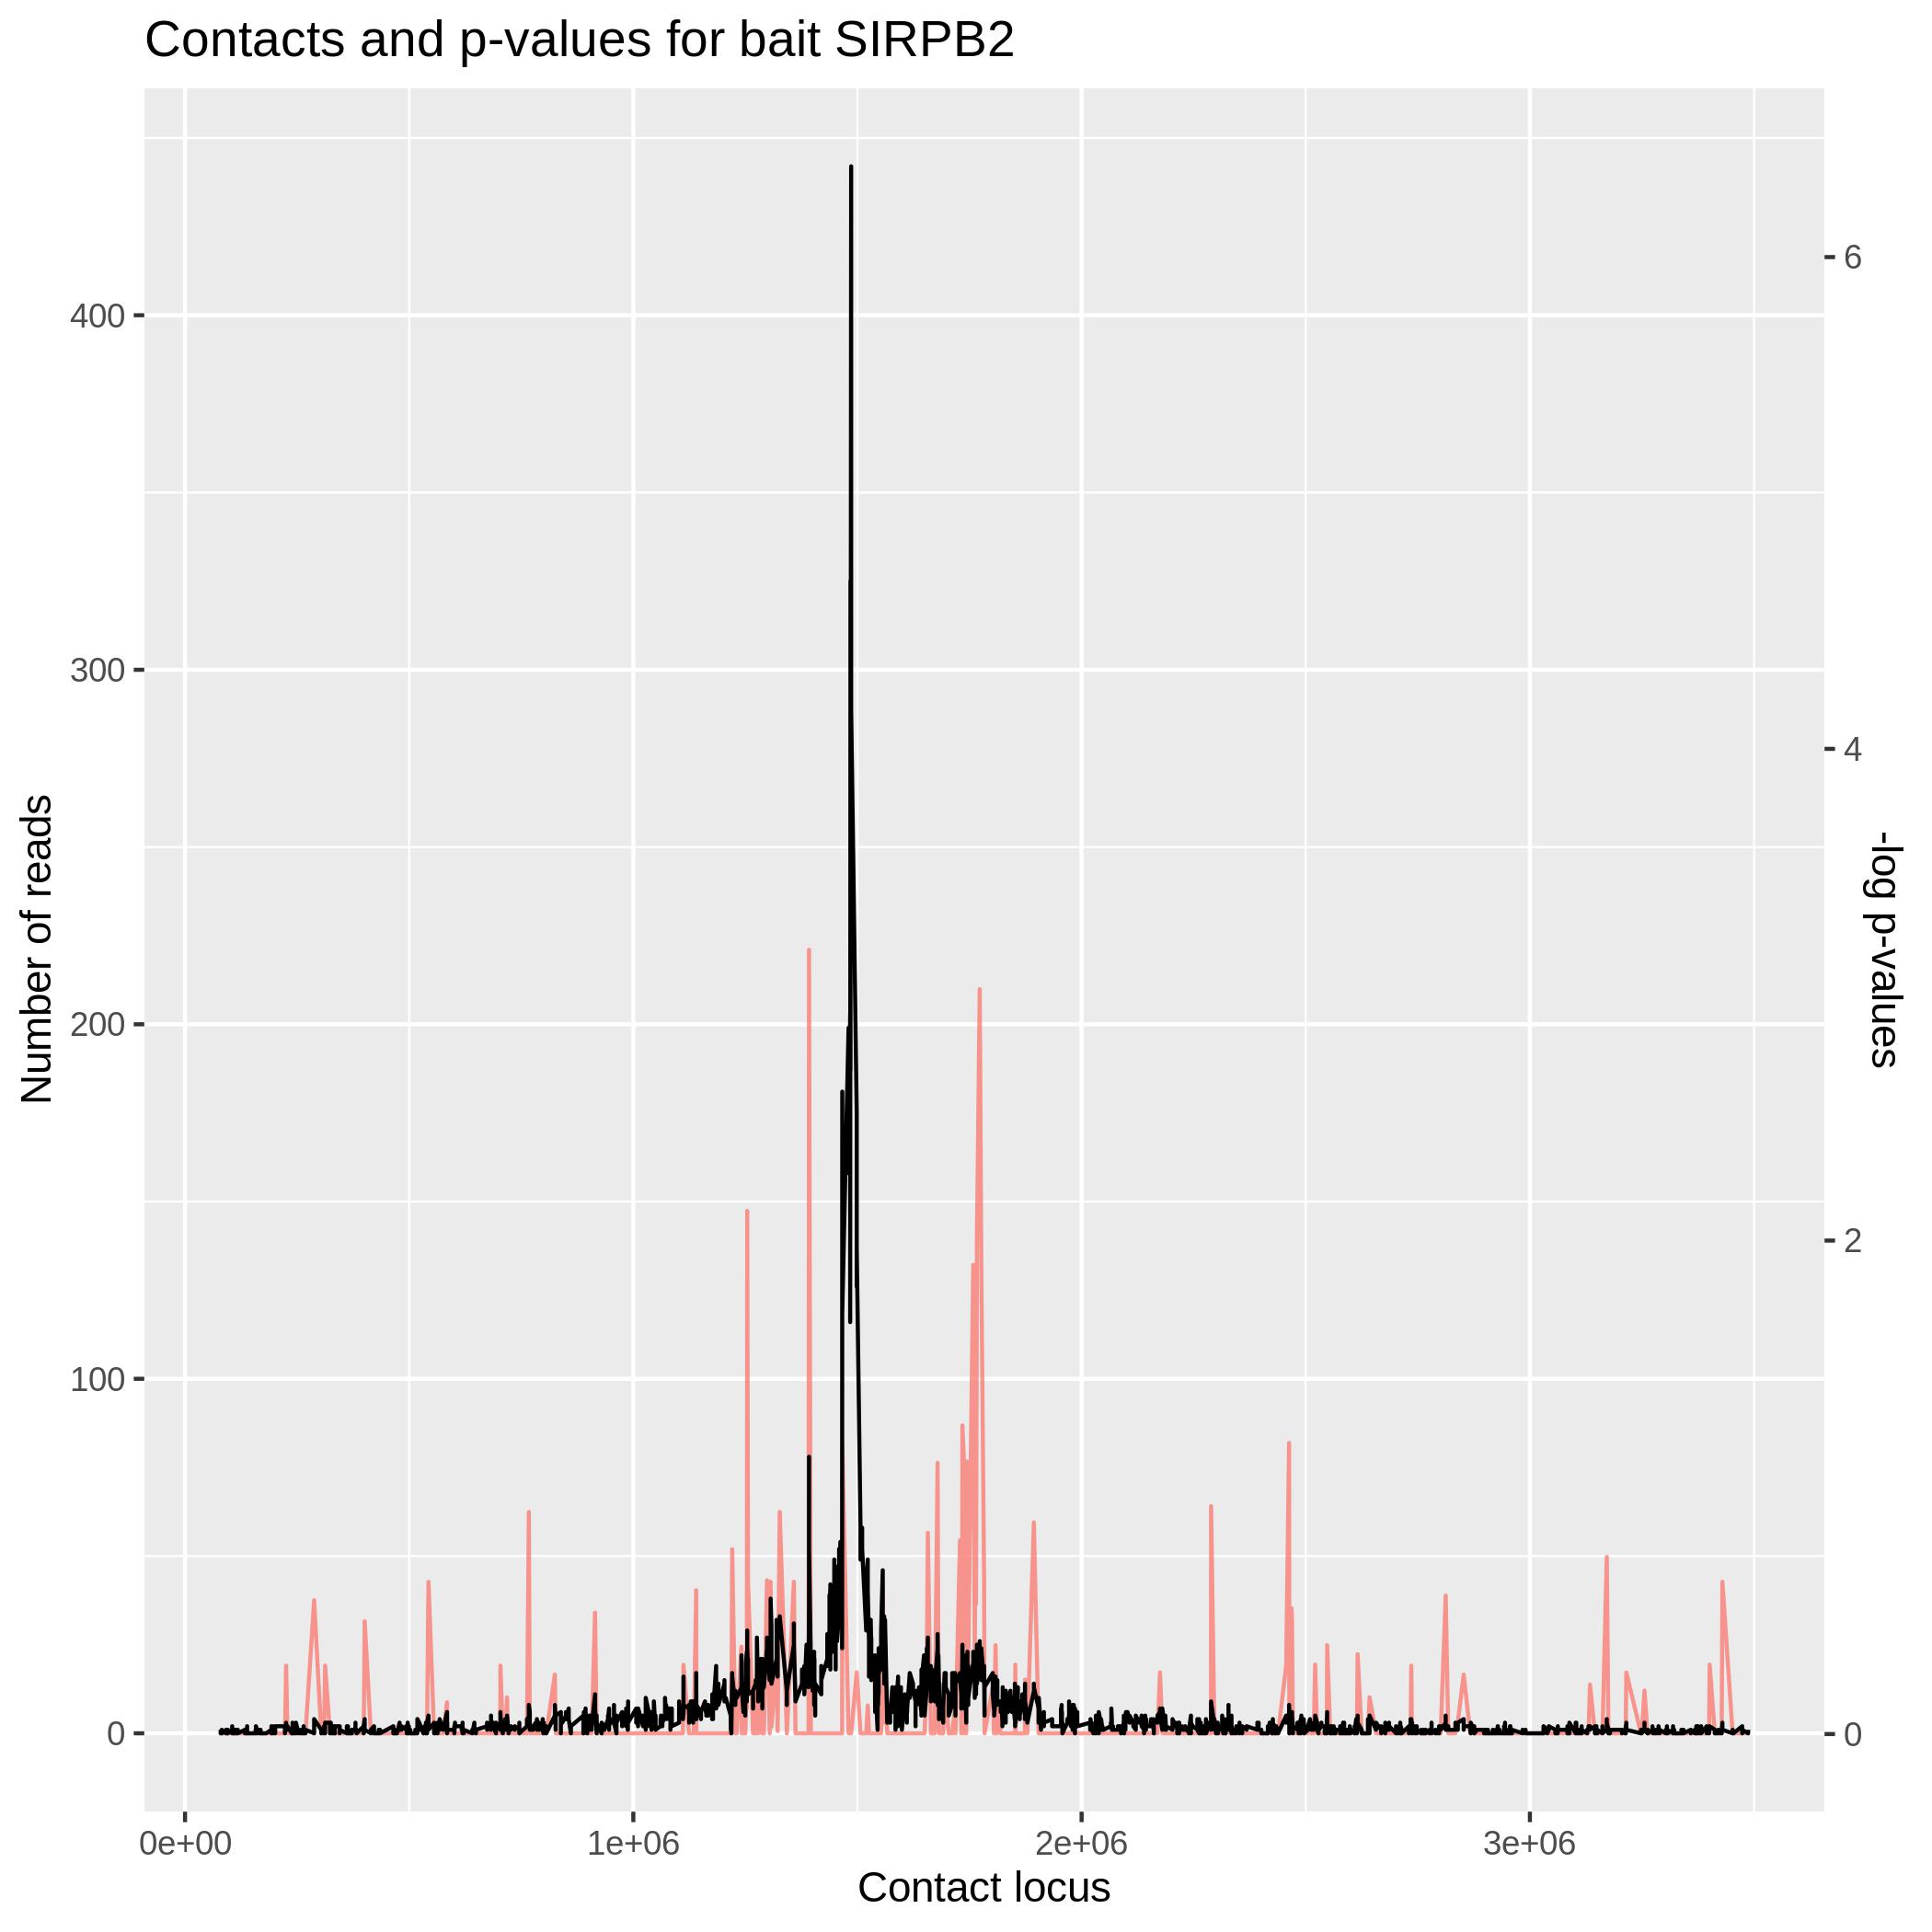 Contacts and p-values for bait SIRPB2
Number of reads
400
300
200
100
0
6
4
2
0
-log p-values
0e+00
1e+06
2e+06
3e+06
Contact locus